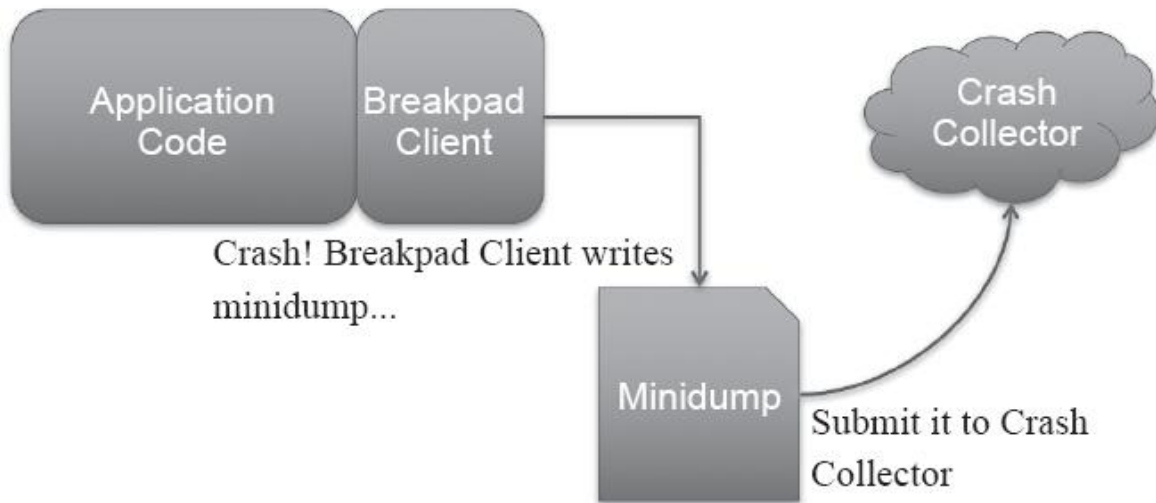 Application
Code
Breakpad
Client
Crash
Collector
Crash! Breakpad Client writes
minidump...
Minidump
Submit it to Crash
Collector